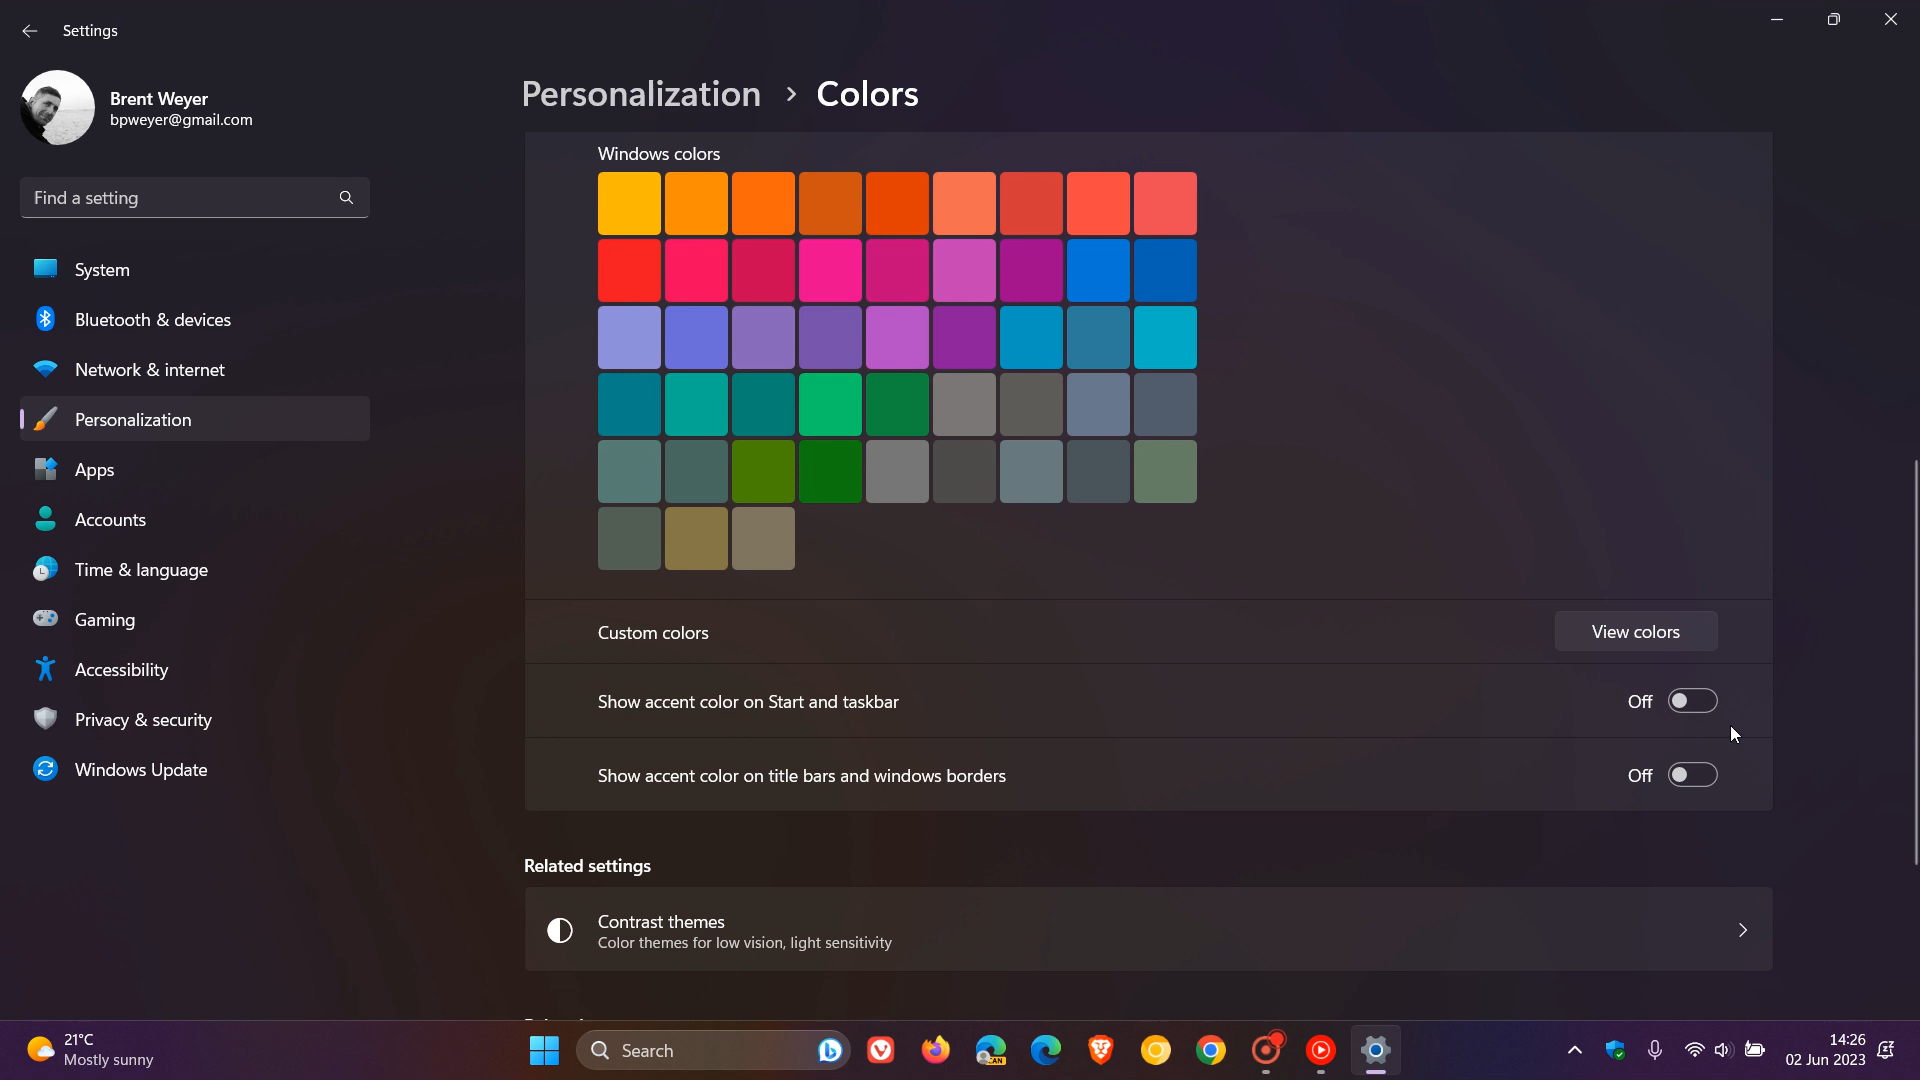 Settings
Brent Weyer
bpweyer@gmail.com
Find a setting
System
Bluetooth & devices
Network & internet
Personalization
Apps
Accounts
Time & language
Gaming
Accessibility
Privacy & security
Windows Update
Personalization > Colors
Windows colors
Custom colors
View colors
Show accent color on Start and taskbar
Off
Show accent color on title bars and windows borders
Off
Related settings
Contrast themes
Color themes for low vision, light sensitivity
21°C
Mostly sunny
Search
CAN
14:26
02 Jun 2023